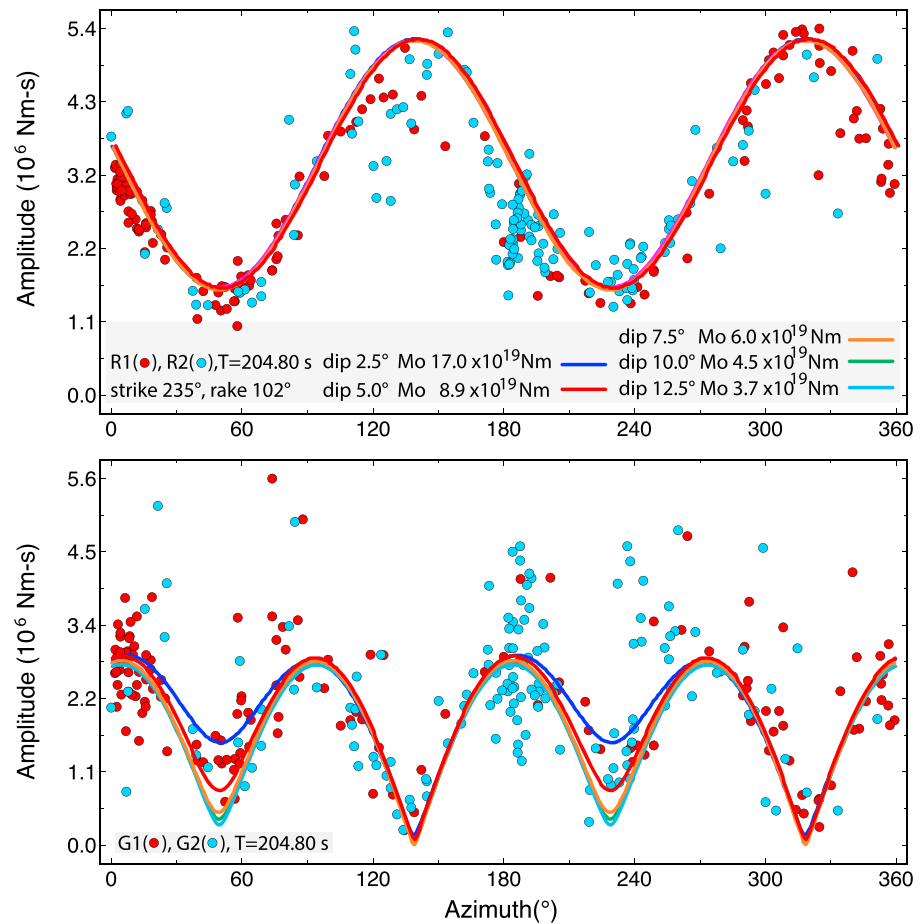 Amplitude (10⁶ Nm-s)
5.4
4.3
3.2
2.2
1.1
0.0
R1(●), R2(●),T=204.80 s
strike 235°, rake 102°
dip 2.5° Mo 17.0 x10¹⁹Nm
dip 5.0° Mo 8.9 x10¹⁹Nm
dip 7.5° Mo 6.0 x10¹⁹Nm
dip 10.0° Mo 4.5 x10¹⁹Nm
dip 12.5° Mo 3.7 x10¹⁹Nm
0 60 120 180 240 300 360
Amplitude (10⁶ Nm-s)
5.6
4.5
3.4
2.2
1.1
0.0
G1(●), G2(●), T=204.80 s
0 60 120 180 240 300 360
Azimuth(°)